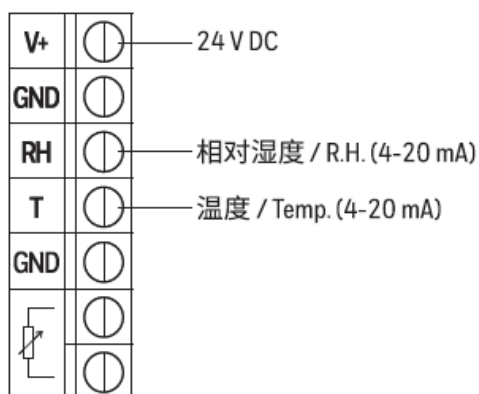 V+ 24 V DC
GND
RH 相对湿度 / R.H. (4-20 mA)
T 温度 / Temp. (4-20 mA)
GND